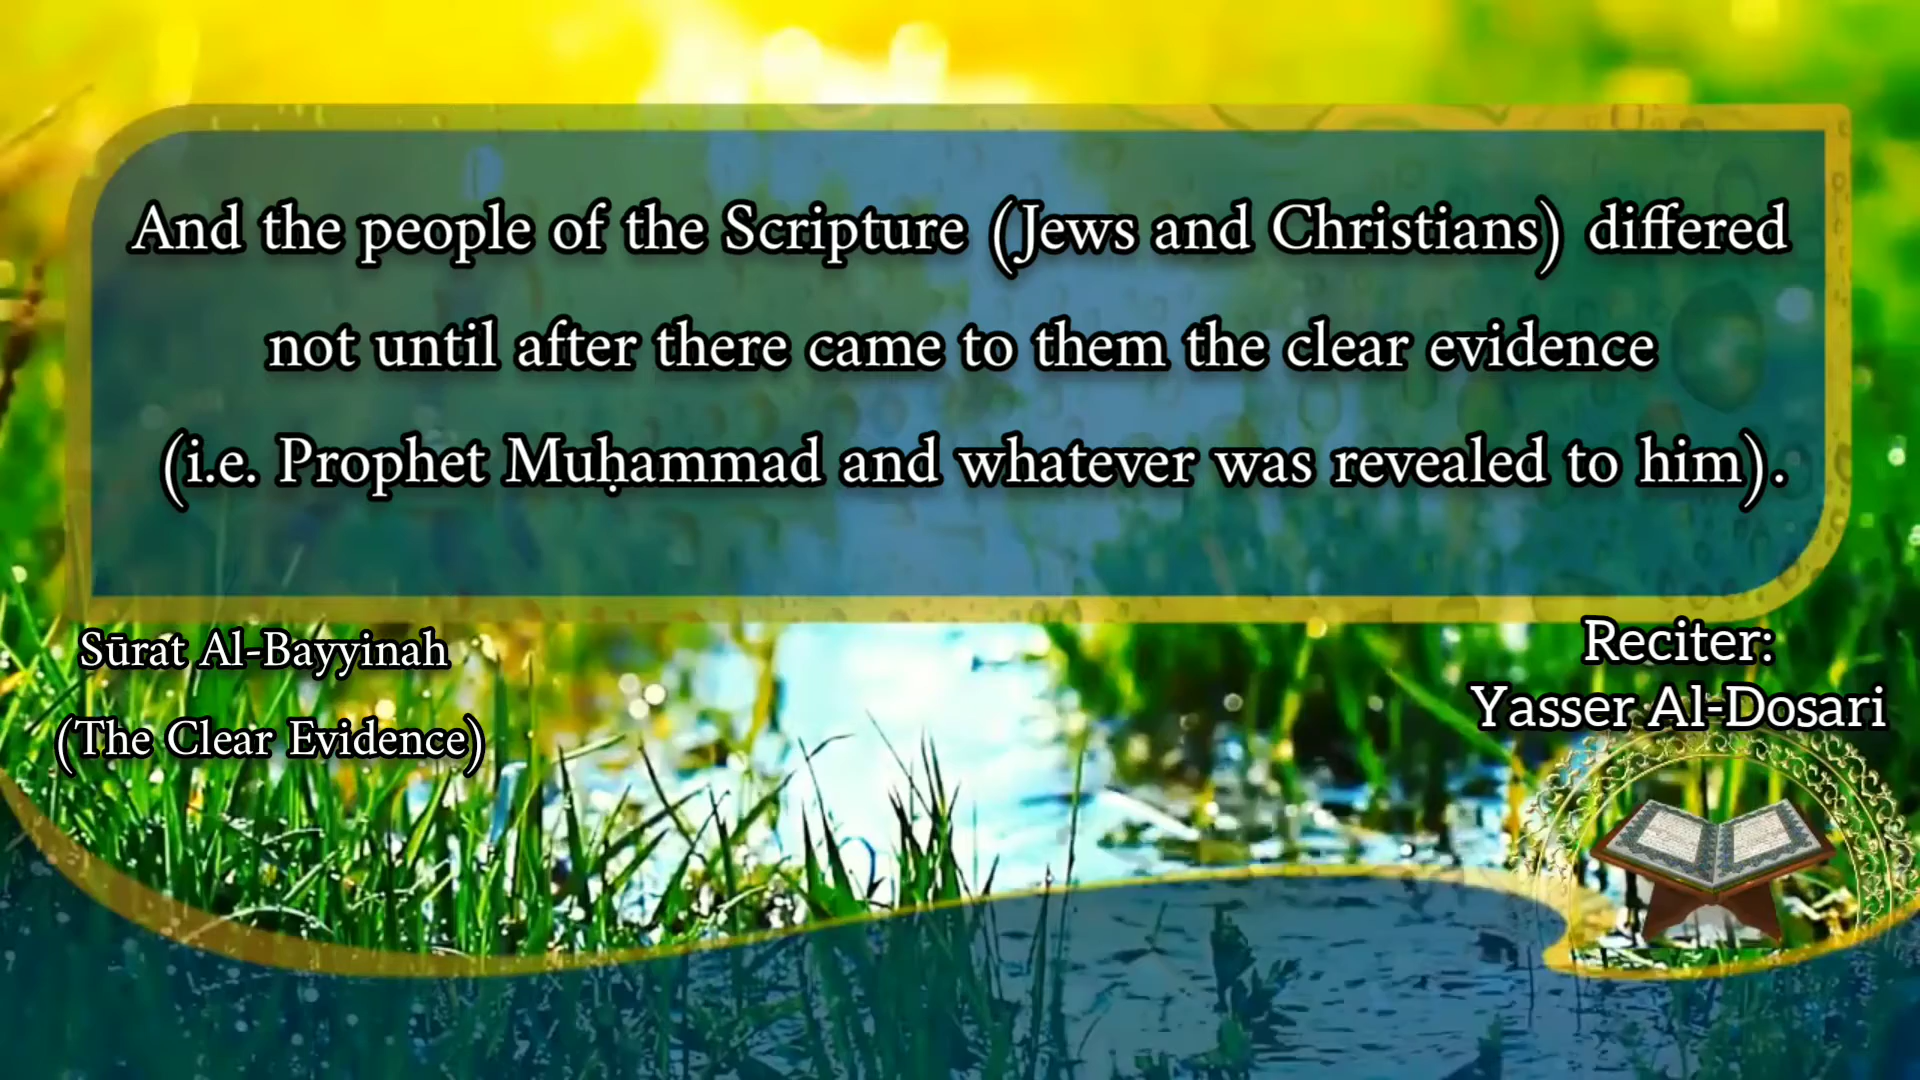 And the people of the Scripture (Jews and Christians) differed
not until after there came to them the clear evidence
(i.e. Prophet Muḥammad and whatever was revealed to him).
Sūrat Al-Bayyinah
(The Clear Evidence)
Reciter:
Yasser Al-Dosari